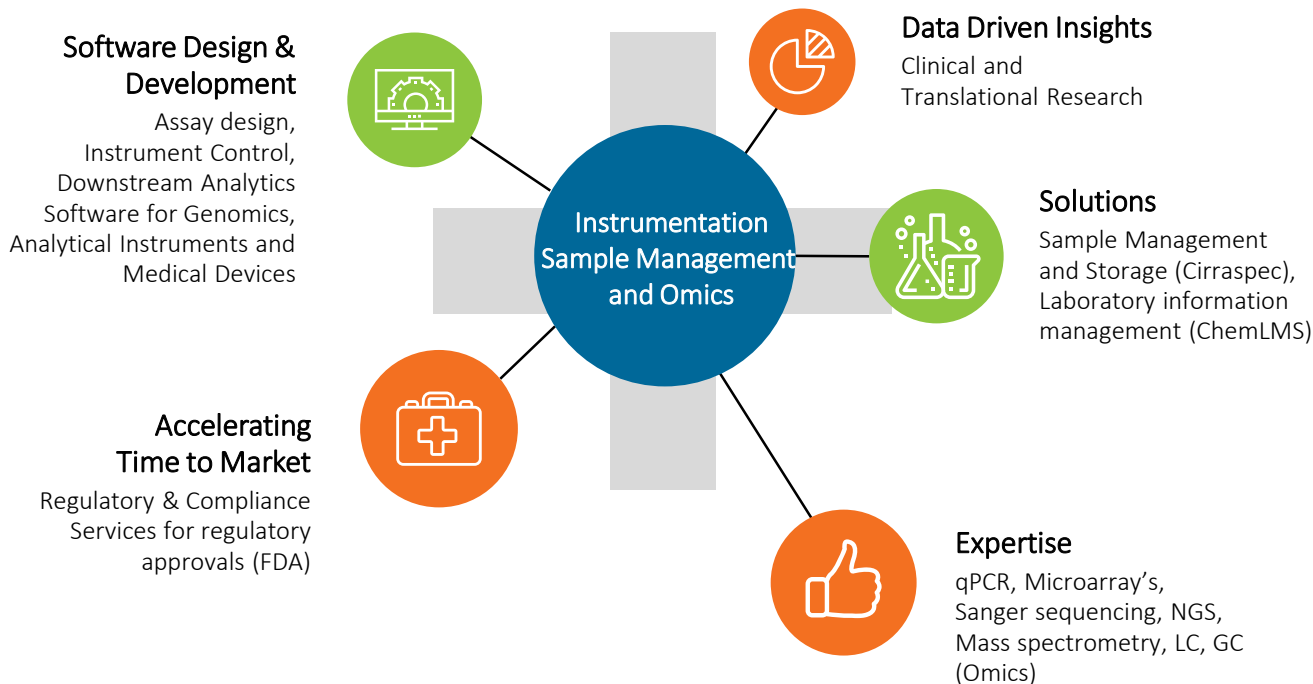 Software Design &
Development
Assay design,
Instrument Control,
Downstream Analytics
Software for Genomics,
Analytical Instruments and
Medical Devices
Data Driven Insights
Clinical and
Translational Research
Instrumentation
Sample Management
and Omics
Solutions
Sample Management
and Storage (Cirraspec),
Laboratory information
management (ChemLMS)
Accelerating
Time to Market
Regulatory & Compliance
Services for regulatory
approvals (FDA)
Expertise
qPCR, Microarray’s,
Sanger sequencing, NGS,
Mass spectrometry, LC, GC
(Omics)